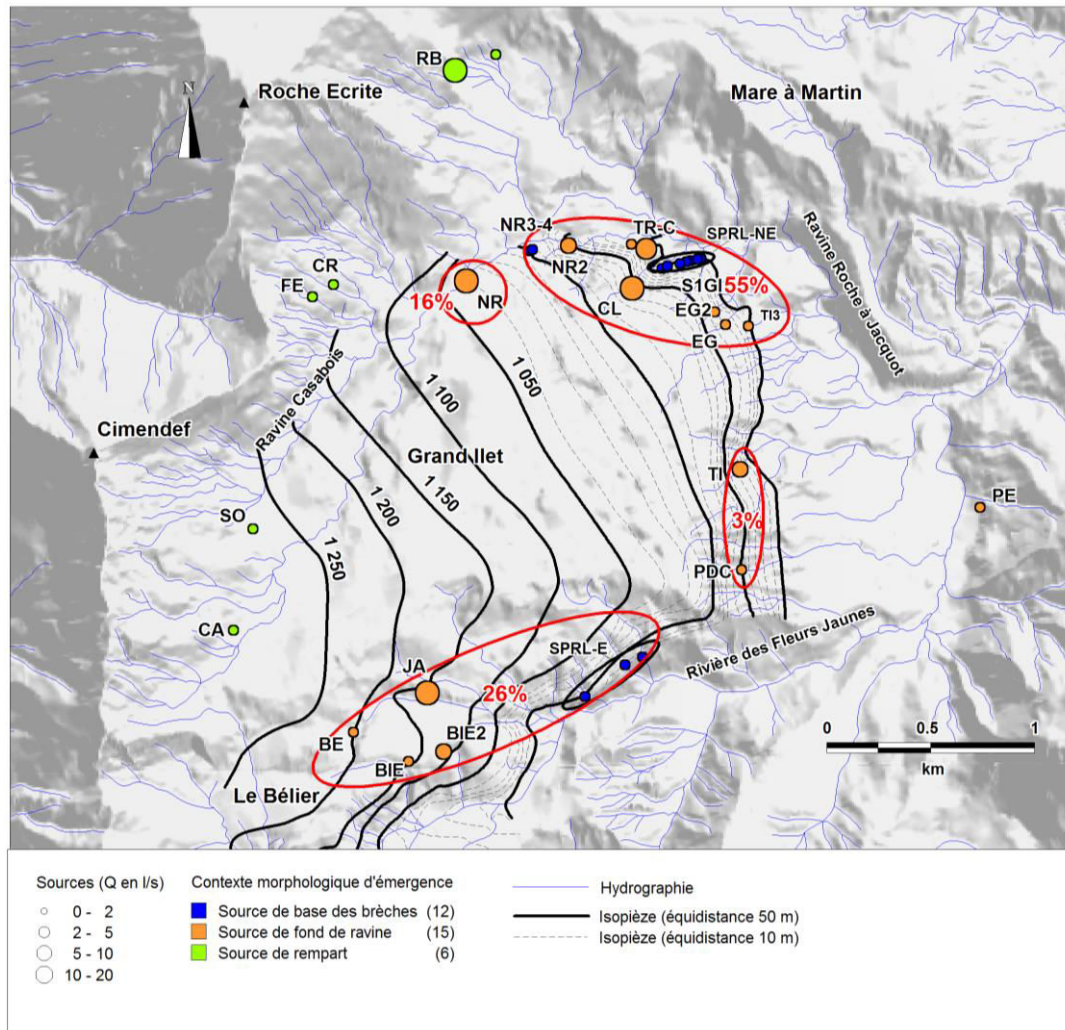 RB
Roche Ecrite
Mare à Martin
N
NR3-4
TR-C
SPRL-NE
Ravine Roche à Jacquot
CR
FE
NR2
S1GI
55%
16%
NR
CL
EG2
TI3
EG
Ravine Casabois
1 050
1 100
Cimendef
Grand Ilet
1 150
TI
1 200
PE
SO
3%
1 250
PDC
CA
SPRL-E
Rivière des Fleurs Jaunes
JA
26%
BE
BIE2
BIE
0 0.5 1
km
Le Bélier
Sources (Q en l/s)
0 - 2
2 - 5
5 - 10
10 - 20
Contexte morphologique d'émergence
Source de base des brèches (12)
Source de fond de ravine (15)
Source de rempart (6)
Hydrographie
Isopièze (équidistance 50 m)
Isopièze (équidistance 10 m)